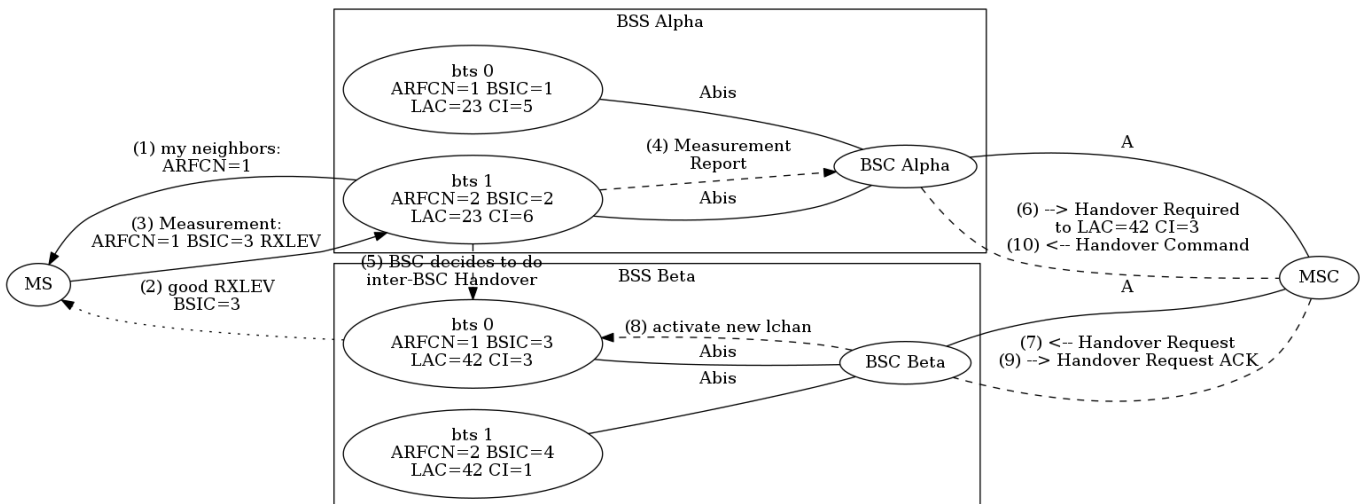 BSS Alpha
bts 0
ARFCN=1 BSIC=1
LAC=23 CI=5
Abis
(1) my neighbors:
ARFCN=1
(4) Measurement
Report
A
BSC Alpha
bts 1
ARFCN=2 BSIC=2
LAC=23 CI=6
Abis
(3) Measurement:
ARFCN=1 BSIC=3 RXLEV
(6) --> Handover Required
to LAC=42 CI=3
(10) <-- Handover Command
(5) BSC decides to do
inter-BSC Handover
BSS Beta
MS
MSC
(2) good RXLEV
BSIC=3
A
bts 0
ARFCN=1 BSIC=3
LAC=42 CI=3
(8) activate new lchan
Abis
BSC Beta
(7) <-- Handover Request
(9) --> Handover Request ACK
Abis
bts 1
ARFCN=2 BSIC=4
LAC=42 CI=1